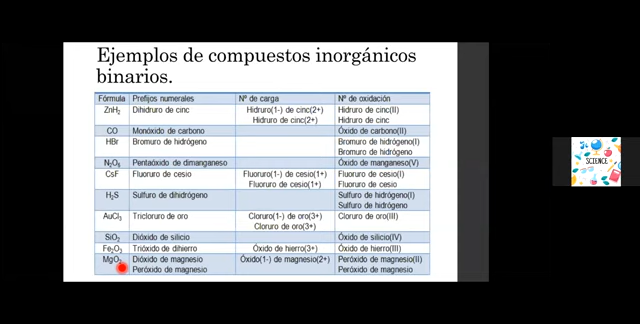 Ejemplos de compuestos inorgánicos
binarios.
Fórmula Prefijos numerales Nº de carga Nº de oxidación
ZnH₂ Dihidruro de cinc Hidruro(1-) de cinc(2+) Hidruro de cinc(II)
Hidruro de cinc(2+) Hidruro de cinc
CO Monóxido de carbono Óxido de carbono(II)
HBr Bromuro de hidrógeno Bromuro de hidrógeno(I)
Bromuro de hidrógeno
Pentaóxido de dimanganeso Óxido de manganeso(V)
CsF Fluoruro de cesio Fluoruro(1-) de cesio(1+) Fluoruro de cesio(I)
Fluoruro de cesio(1+) Fluoruro de cesio
H₂S Sulfuro de dihidrógeno Sulfuro de hidrógeno(I)
Sulfuro de hidrógeno
AuCl₃ Tricloruro de oro Cloruro(1-) de oro(3+) Cloruro de oro(III)
Cloruro de oro(3+)
SiO₂ Dióxido de silicio Óxido de silicio(IV)
Fe₂O₃ Trióxido de dihierro Óxido de hierro(3+) Óxido de hierro(III)
Dióxido de magnesio Óxido(1-) de magnesio(2+) Peróxido de magnesio(II)
Peróxido de magnesio Peróxido de magnesio
SCIENCE